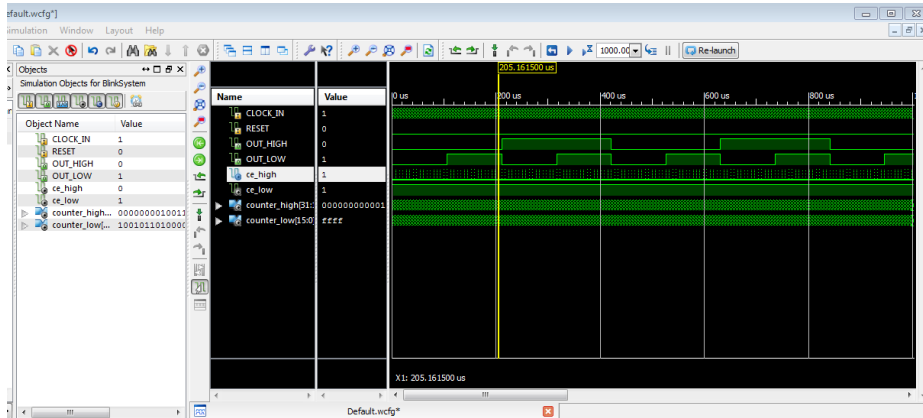 efault.wcfg*]
Simulation Window Layout Help
1000.00 Re-launch
Objects
Simulation Objects for BlinkSystem
Object Name Value
CLOCK_IN 1
RESET 0
OUT_HIGH 0
OUT_LOW 1
ce_high 0
ce_low 1
counter_high... 0000000010011
counter_low[... 1001011010000
Name Value
CLOCK_IN 1
RESET 0
OUT_HIGH 0
OUT_LOW 1
ce_high 1
ce_low 1
counter_high[31: 000000000001
counter_low[15:0] ffff
205.161500 us
0 us 200 us 400 us 600 us 800 us
X1: 205.161500 us
Default.wcfg*